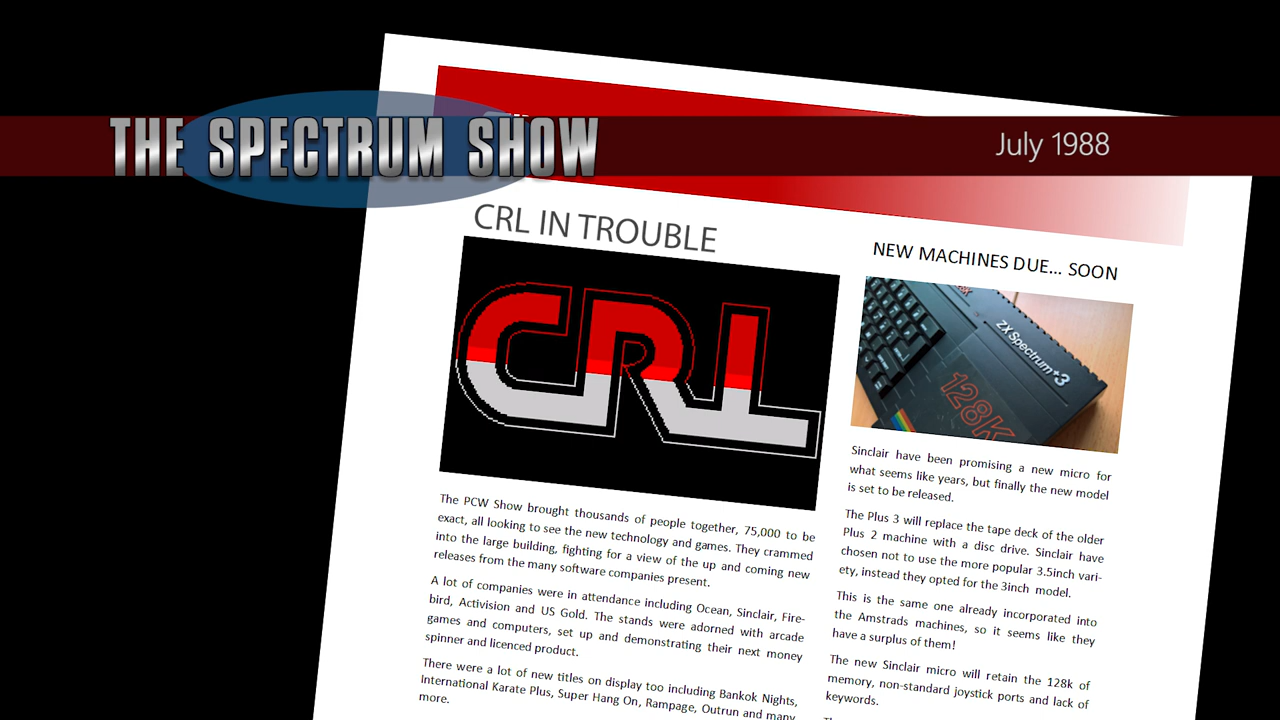 THE SPECTRUM SHOW
July 1988
CRL IN TROUBLE
CRL
The PCW Show brought thousands of people together, 75,000 to be
exact, all looking to see the new technology and games. They crammed
into the large building, fighting for a view of the up and coming new
releases from the many software companies present.
A lot of companies were in attendance including Ocean, Sinclair, Fire-
bird, Activision and US Gold. The stands were adorned with arcade
games and computers, set up and demonstrating their next money
spinner and licenced product.
There were a lot of new titles on display too including Bankok Nights,
International Karate Plus, Super Hang On, Rampage, Outrun and many
more.
NEW MACHINES DUE... SOON
ZX Spectrum +3
128K
Sinclair have been promising a new micro for
what seems like years, but finally the new model
is set to be released.
The Plus 3 will replace the tape deck of the older
Plus 2 machine with a disc drive. Sinclair have
chosen not to use the more popular 3.5inch vari-
ety, instead they opted for the 3inch model.
This is the same one already incorporated into
the Amstrads machines, so it seems like they
have a surplus of them!
The new Sinclair micro will retain the 128k of
memory, non-standard joystick ports and lack of
keywords.